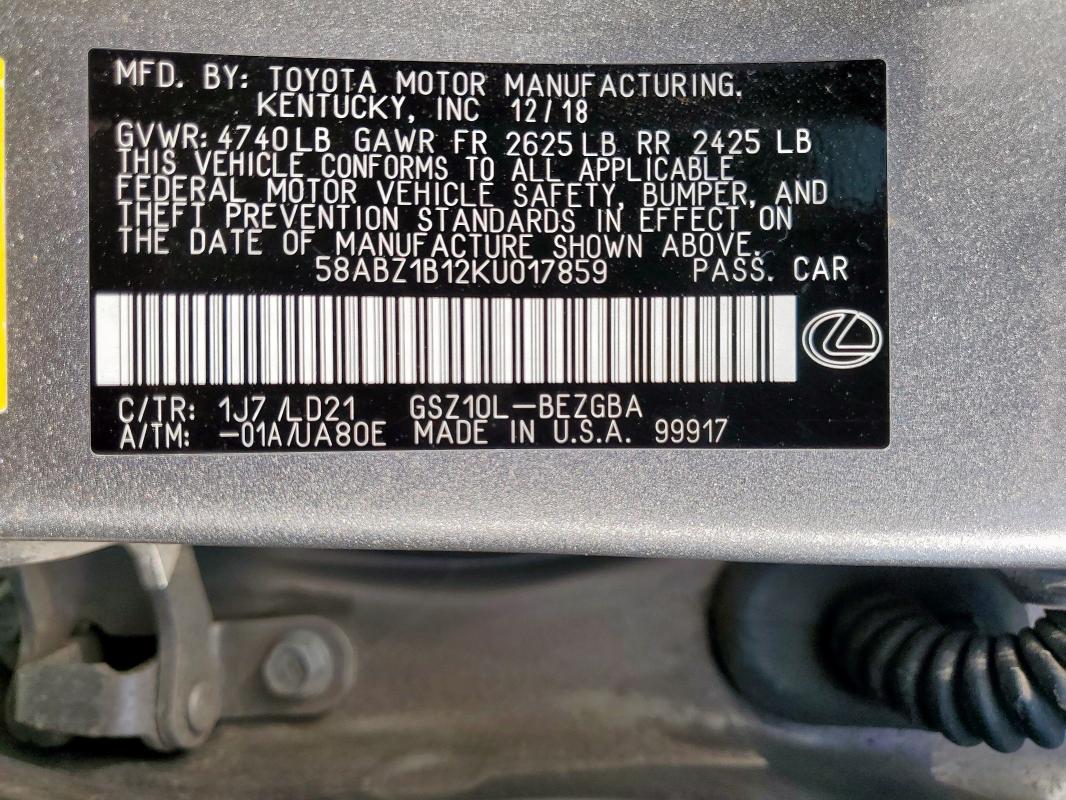 MFD. BY: TOYOTA MOTOR MANUFACTURING.
KENTUCKY, INC 12/18
GVWR: 4740LB GAWR FR 2625LB RR 2425 LB
THIS VEHICLE CONFORMS TO ALL APPLICABLE
FEDERAL MOTOR VEHICLE SAFETY, BUMPER, AND
THEFT PREVENTION STANDARDS IN EFFECT ON
THE DATE OF MANUFACTURE SHOWN ABOVE.
58ABZ1B12KU017859 PASS. CAR
C/TR: 1J7 /LD21 GSZ10L-BEZGBA
A/TM: -01A/UA80E MADE IN U.S.A. 99917